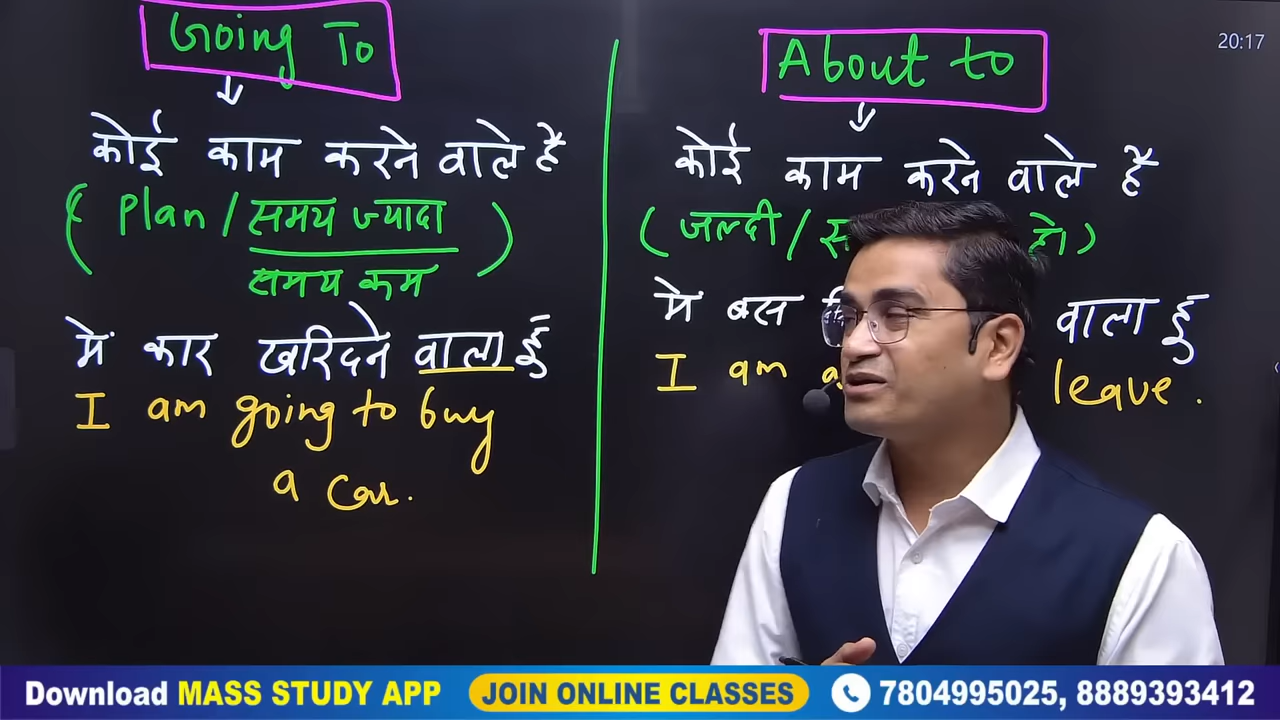 Going To
कोई काम करने वाले है
( Plan / समय ज्यादा
समय कम )
में कार खरिदने वाला हूँ
I am going to buy
a car.
About to
20:17
कोई काम करने वाले है
( जल्दी / हो )
में बस वाला हूँ
I am leave.
Download MASS STUDY APP JOIN ONLINE CLASSES 7804995025, 8889393412